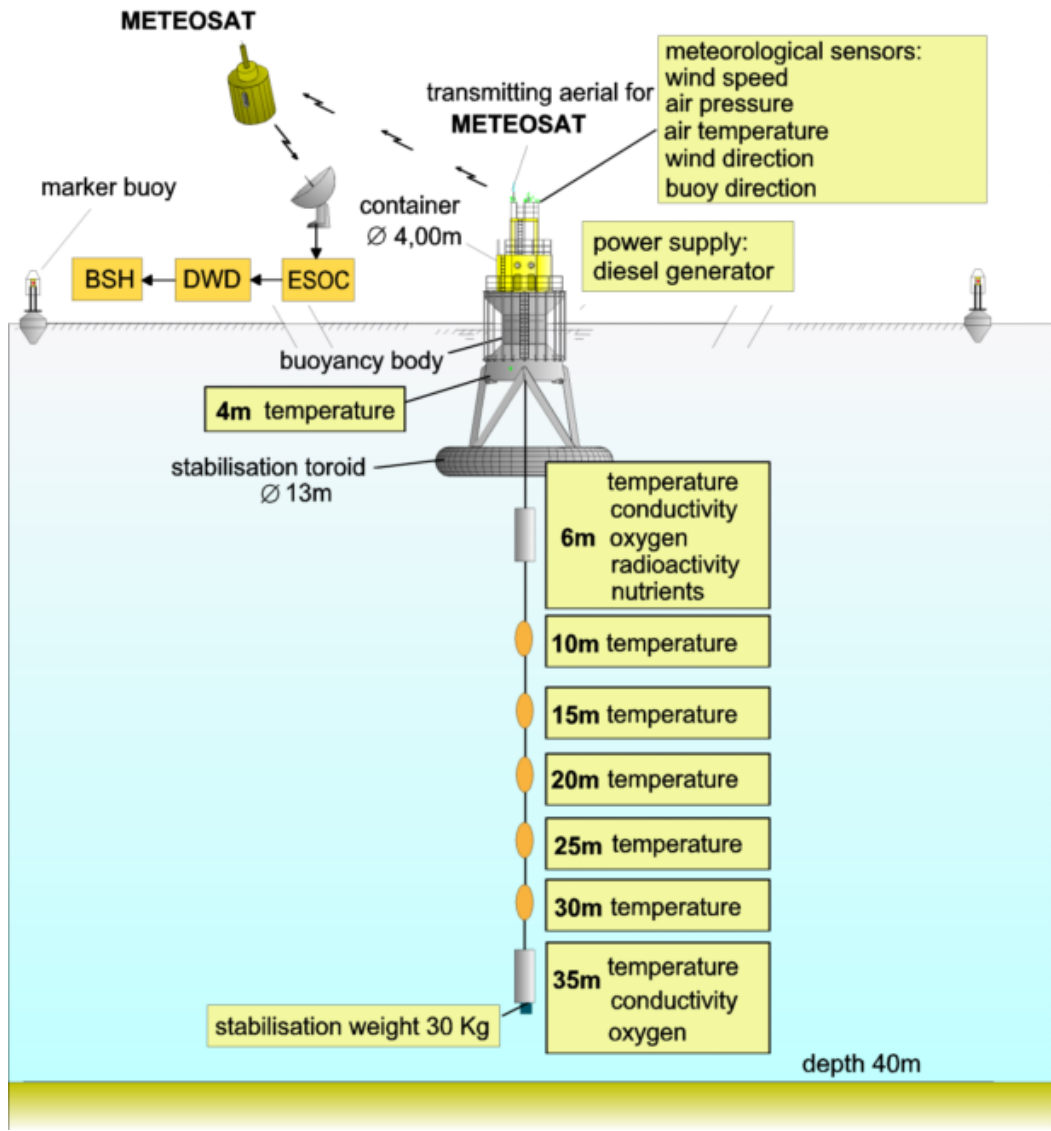 METEOSAT
transmitting aerial for
METEOSAT
meteorological sensors:
wind speed
air pressure
air temperature
wind direction
buoy direction
marker buoy
container
∅ 4,00m
power supply:
diesel generator
BSH
DWD
ESOC
buoyancy body
4m temperature
stabilisation toroid
∅ 13m
temperature
conductivity
6m oxygen
radioactivity
nutrients
10m temperature
15m temperature
20m temperature
25m temperature
30m temperature
35m temperature
conductivity
oxygen
stabilisation weight 30 Kg
depth 40m